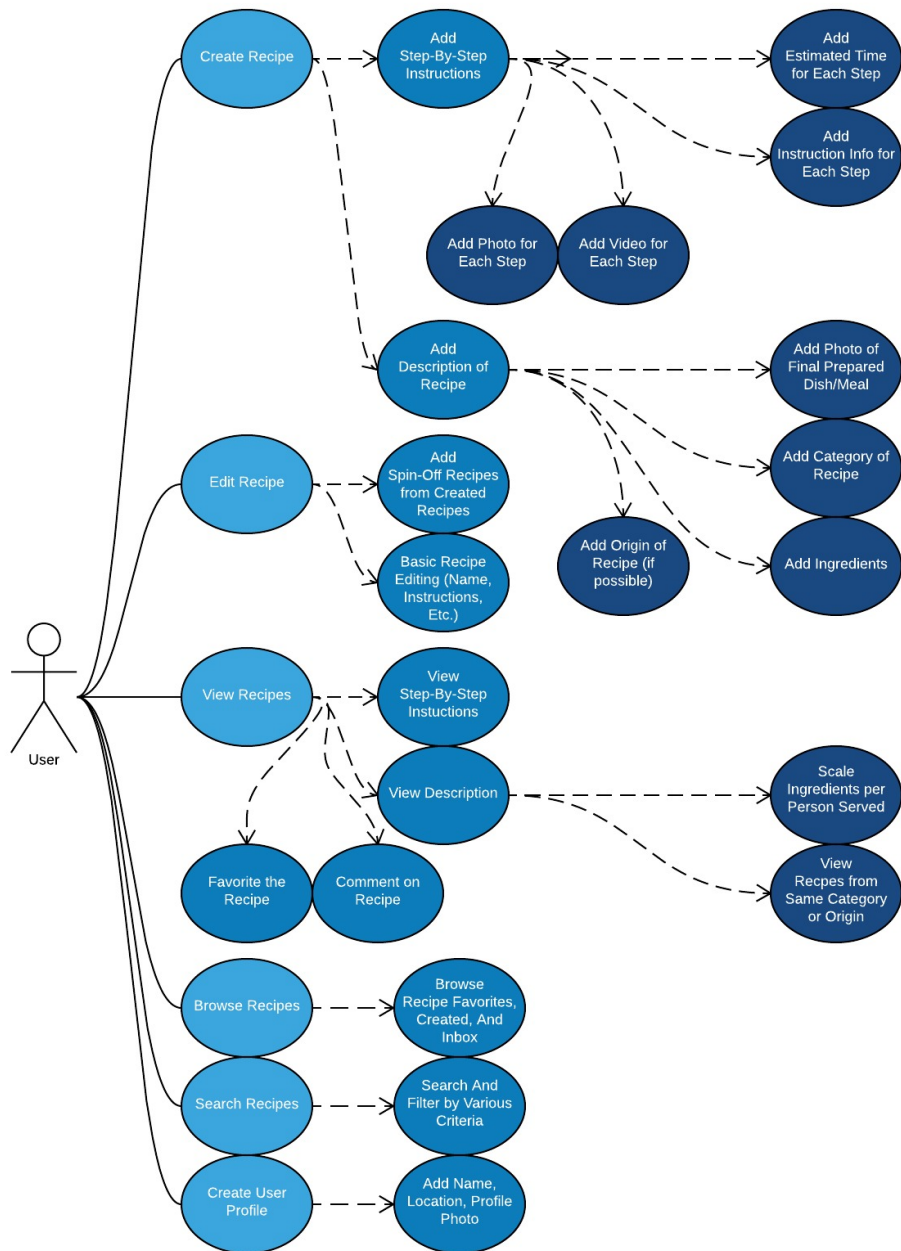 Create Recipe
Add
Step-By-Step
Instructions
Add
Estimated Time
for Each Step
Add
Instruction Info for
Each Step
Add Photo for
Each Step
Add Video for
Each Step
Add
Description of
Recipe
Add Photo of
Final Prepared
Dish/Meal
Add Category of
Recipe
Add Origin of
Recipe (if
possible)
Add Ingredients
Edit Recipe
Add
Spin-Off Recipes
from Created
Recipes
Basic Recipe
Editing (Name,
Instructions,
Etc.)
User
View Recipes
View
Step-By-Step
Instuctions
View Description
Scale
Ingredients per
Person Served
View
Recpes from
Same Category
or Origin
Favorite the
Recipe
Comment on
Recipe
Browse Recipes
Browse
Recipe Favorites,
Created, And
Inbox
Search Recipes
Search And
Filter by Various
Criteria
Create User
Profile
Add Name,
Location, Profile
Photo